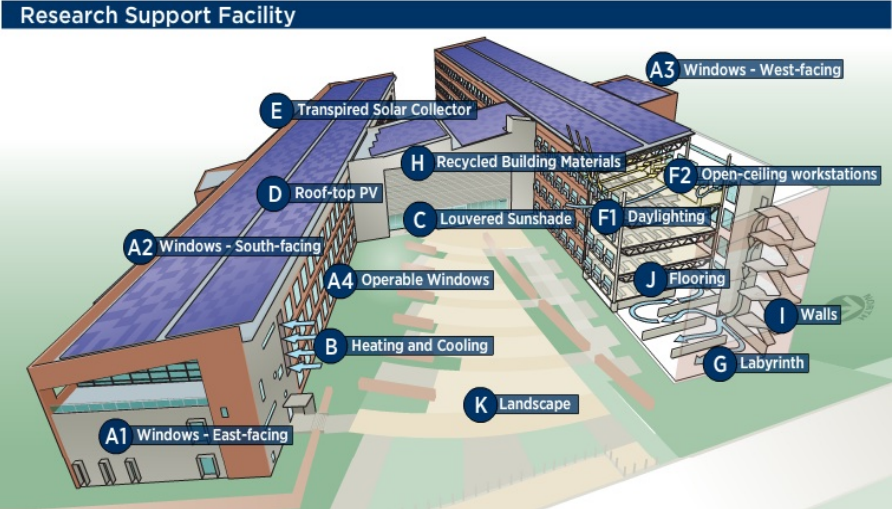 Research Support Facility
A3 Windows - West-facing
E Transpired Solar Collector
H Recycled Building Materials
F2 Open-ceiling workstations
D Roof-top PV
C Louvered Sunshade
F1 Daylighting
A2 Windows - South-facing
A4 Operable Windows
J Flooring
I Walls
B Heating and Cooling
G Labyrinth
K Landscape
A1 Windows - East-facing
NORTH